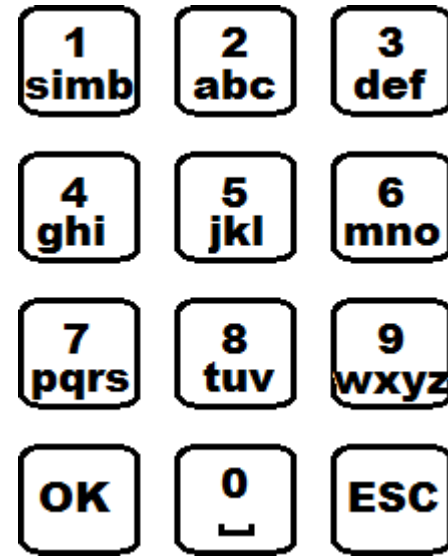 1 2 3
simb abc def
4 5 6
ghi jkl mno
7 8 9
pqrs tuv wxyz
OK 0 ESC